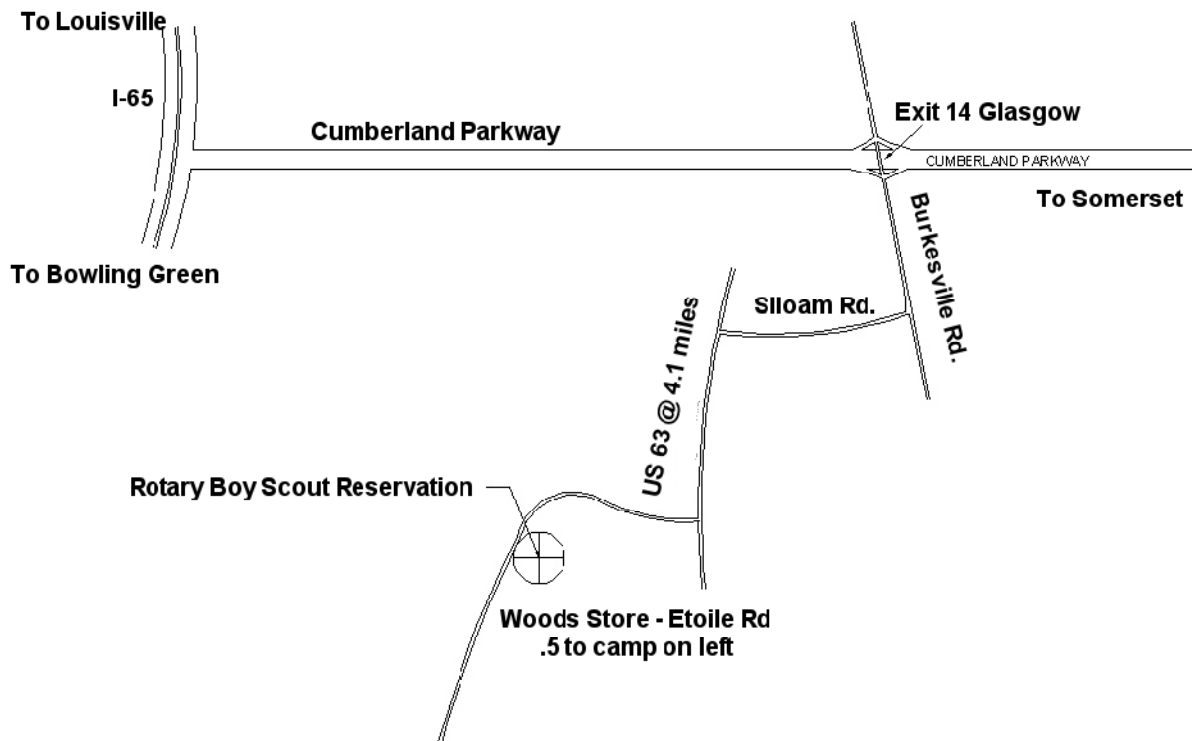 To Louisville
I-65
Cumberland Parkway
Exit 14 Glasgow
CUMBERLAND PARKWAY
To Somerset
To Bowling Green
Burkesville Rd.
Slloam Rd.
US 63 @ 4.1 miles
Rotary Boy Scout Reservation
Woods Store - Etoile Rd
.5 to camp on left